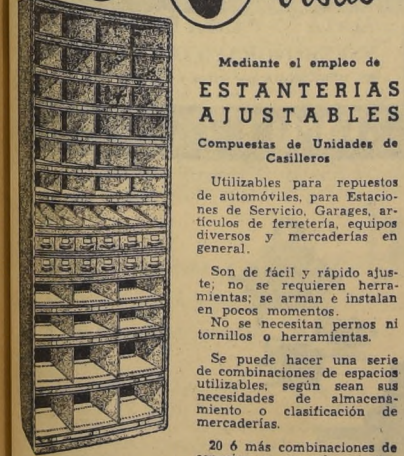 Mediante el empleo de
ESTANTERIAS
AJUSTABLES
Compuestas de Unidades de
Casilleros
Utilizables para repuestos
de automóviles, para Estacio-
nes de Servicio, Garages, ar-
tículos de ferretería, equipos
diversos y mercaderías en
general.
Son de fácil y rápido ajus-
te; no se requieren herra-
mientas; se arman é instalan
en pocos momentos.
No se necesitan pernos ni
tornillos o herramientas.
Se puede hacer una serie
de combinaciones de espacios
utilizables, según sean sus
necesidades de almacena-
miento o clasificación de
mercaderías.
20 ó más combinaciones de